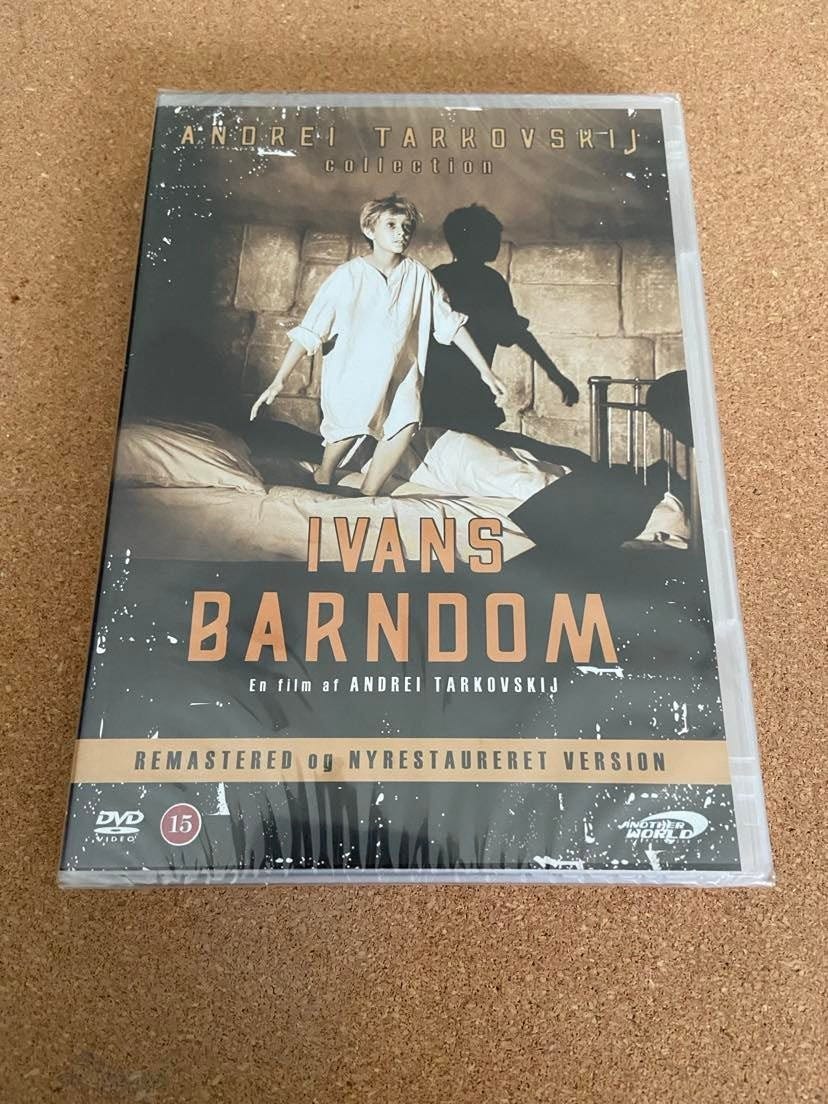 ANDREI TARKOVSKIJ
collection
IVANS
BARNDOM
En film af ANDREI TARKOVSKIJ
REMASTERED og NYRESTAURERET VERSION
DVD
VIDEO
15
ANOTHER
WORLD